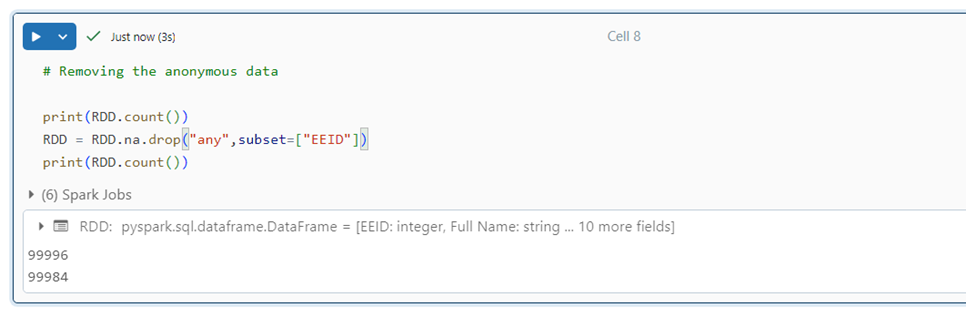 Just now (3s)
Cell 8
# Removing the anonymous data
print(RDD.count())
RDD = RDD.na.drop("any",subset=["EEID"])
print(RDD.count())
(6) Spark Jobs
RDD: pyspark.sql.dataframe.DataFrame = [EEID: integer, Full Name: string ... 10 more fields]
99996
99984